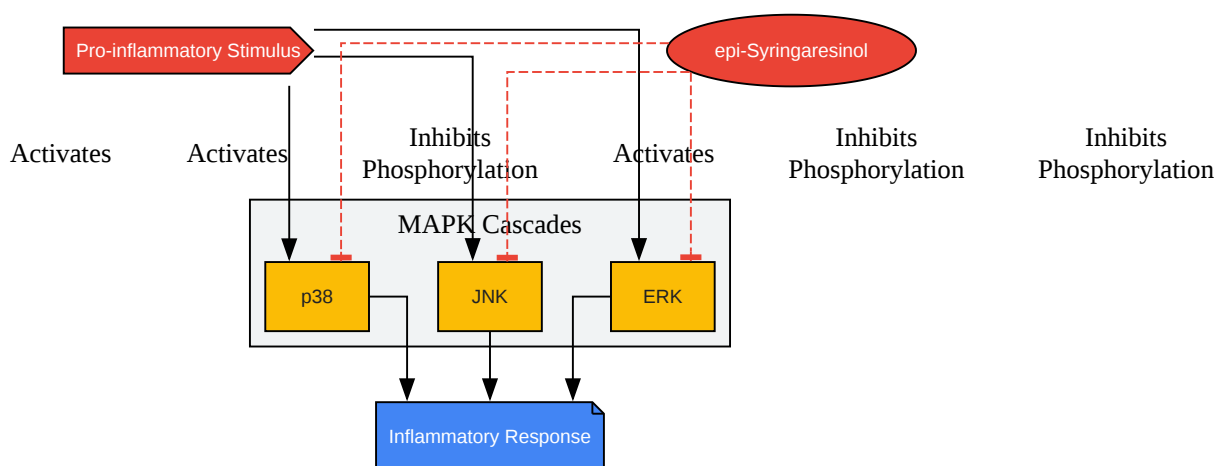 Pro-inflammatory Stimulus
epi-Syringaresinol
Activates
Activates
Inhibits
Phosphorylation
Activates
Inhibits
Phosphorylation
Inhibits
Phosphorylation
MAPK Cascades
p38
JNK
ERK
Inflammatory Response